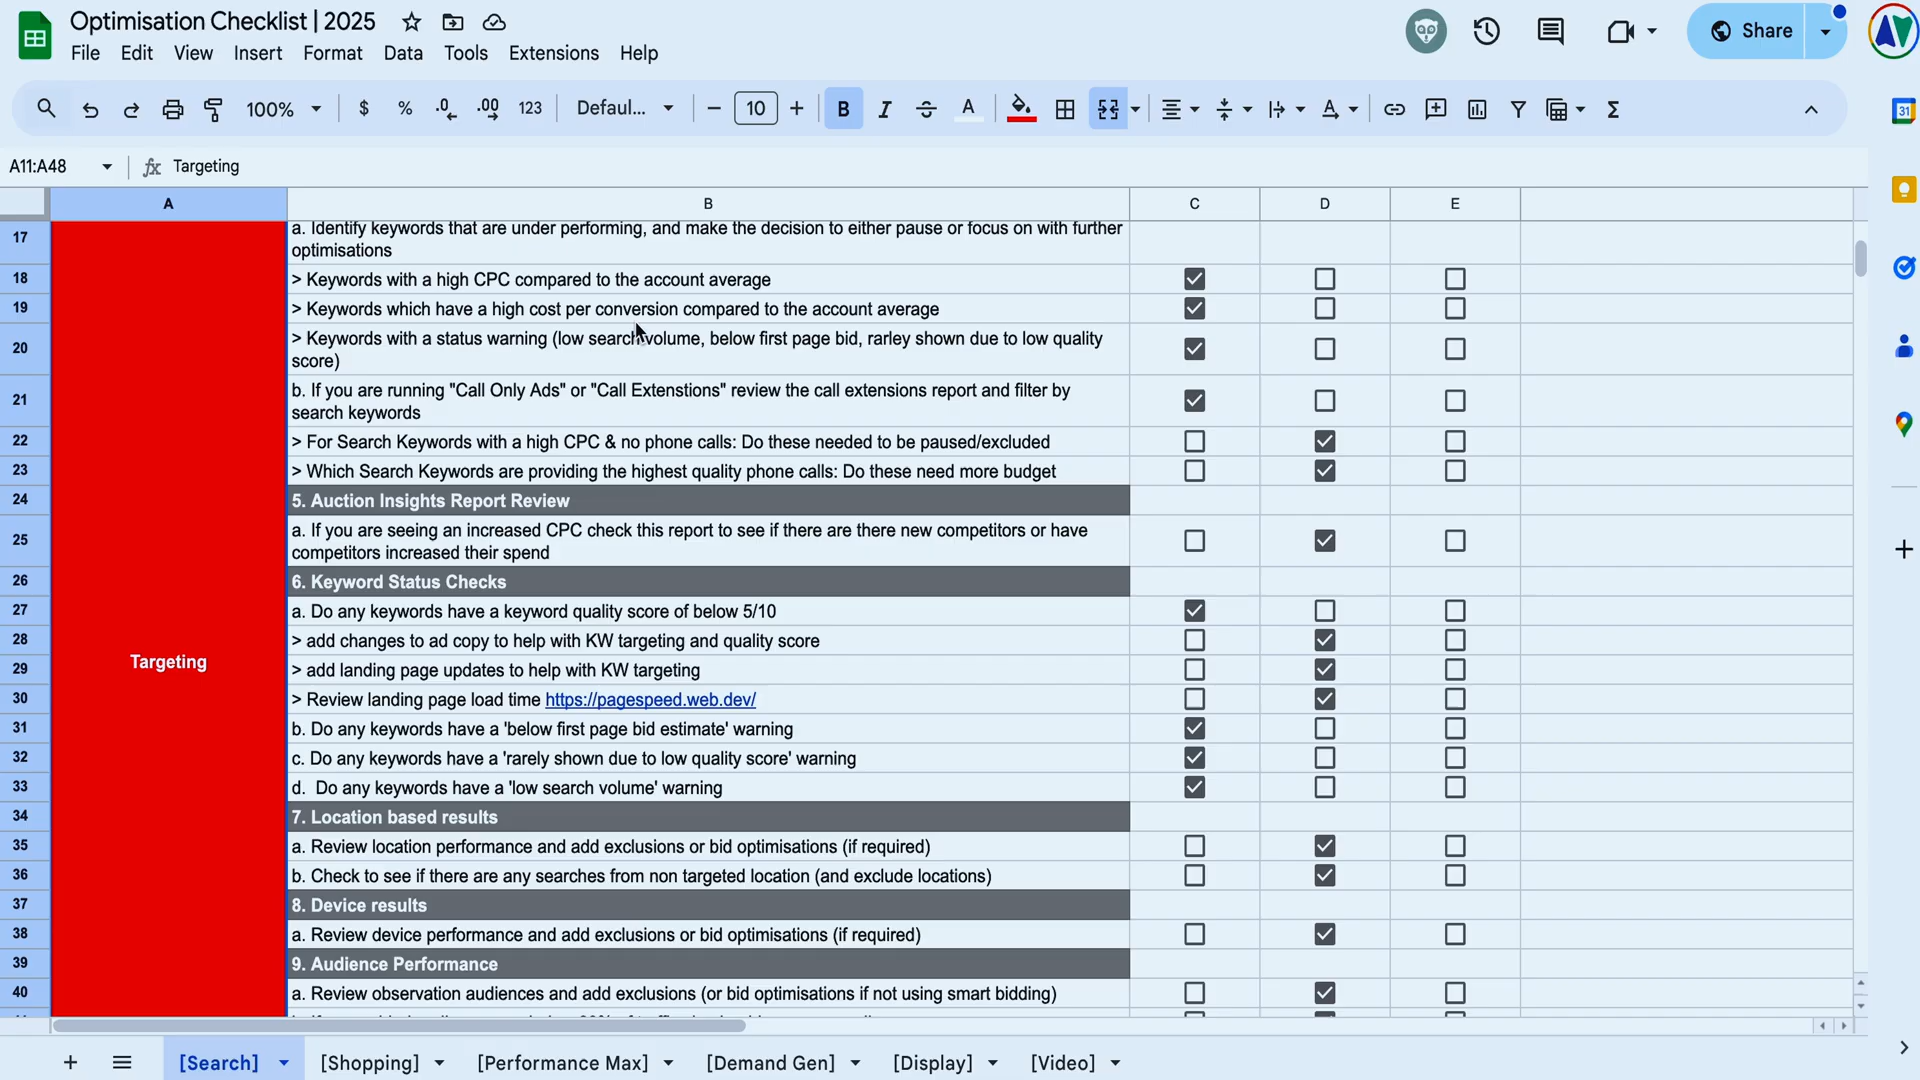 Optimisation Checklist | 2025
File Edit View Insert Format Data Tools Extensions Help
Share
100% $ % .0 .00 123 Defaul... 10 B I A
31
A11:A48 Targeting
A B C D E
17 a. Identify keywords that are under performing, and make the decision to either pause or focus on with further
optimisations
18 > Keywords with a high CPC compared to the account average
19 > Keywords which have a high cost per conversion compared to the account average
20 > Keywords with a status warning (low search volume, below first page bid, rarley shown due to low quality
score)
21 b. If you are running "Call Only Ads" or "Call Extenstions" review the call extensions report and filter by
search keywords
22 > For Search Keywords with a high CPC & no phone calls: Do these needed to be paused/excluded
23 > Which Search Keywords are providing the highest quality phone calls: Do these need more budget
24 5. Auction Insights Report Review
25 a. If you are seeing an increased CPC check this report to see if there are there new competitors or have
competitors increased their spend
26 6. Keyword Status Checks
27 a. Do any keywords have a keyword quality score of below 5/10
28 > add changes to ad copy to help with KW targeting and quality score
Targeting
29 > add landing page updates to help with KW targeting
30 > Review landing page load time https://pagespeed.web.dev/
31 b. Do any keywords have a 'below first page bid estimate' warning
32 c. Do any keywords have a 'rarely shown due to low quality score' warning
33 d.  Do any keywords have a 'low search volume' warning
34 7. Location based results
35 a. Review location performance and add exclusions or bid optimisations (if required)
36 b. Check to see if there are any searches from non targeted location (and exclude locations)
37 8. Device results
38 a. Review device performance and add exclusions or bid optimisations (if required)
39 9. Audience Performance
40 a. Review observation audiences and add exclusions (or bid optimisations if not using smart bidding)
[Search] [Shopping] [Performance Max] [Demand Gen] [Display] [Video]